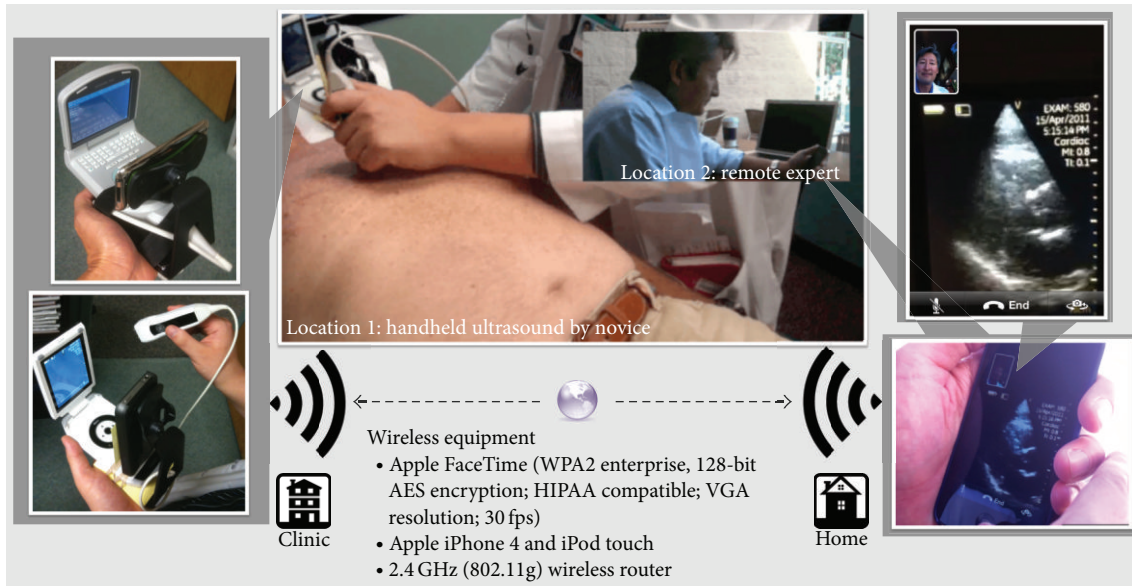 Location 2: remote expert
Location 1: handheld ultrasound by novice
V
EXAM: 580
15/Apr/2011
5:15:14 PM
Cardiac
MI: 0.8
TI: 0.1
End
End
Wireless equipment
• Apple FaceTime (WPA2 enterprise, 128-bit
AES encryption; HIPAA compatible; VGA
resolution; 30 fps)
• Apple iPhone 4 and iPod touch
• 2.4 GHz (802.11g) wireless router
Clinic
Home